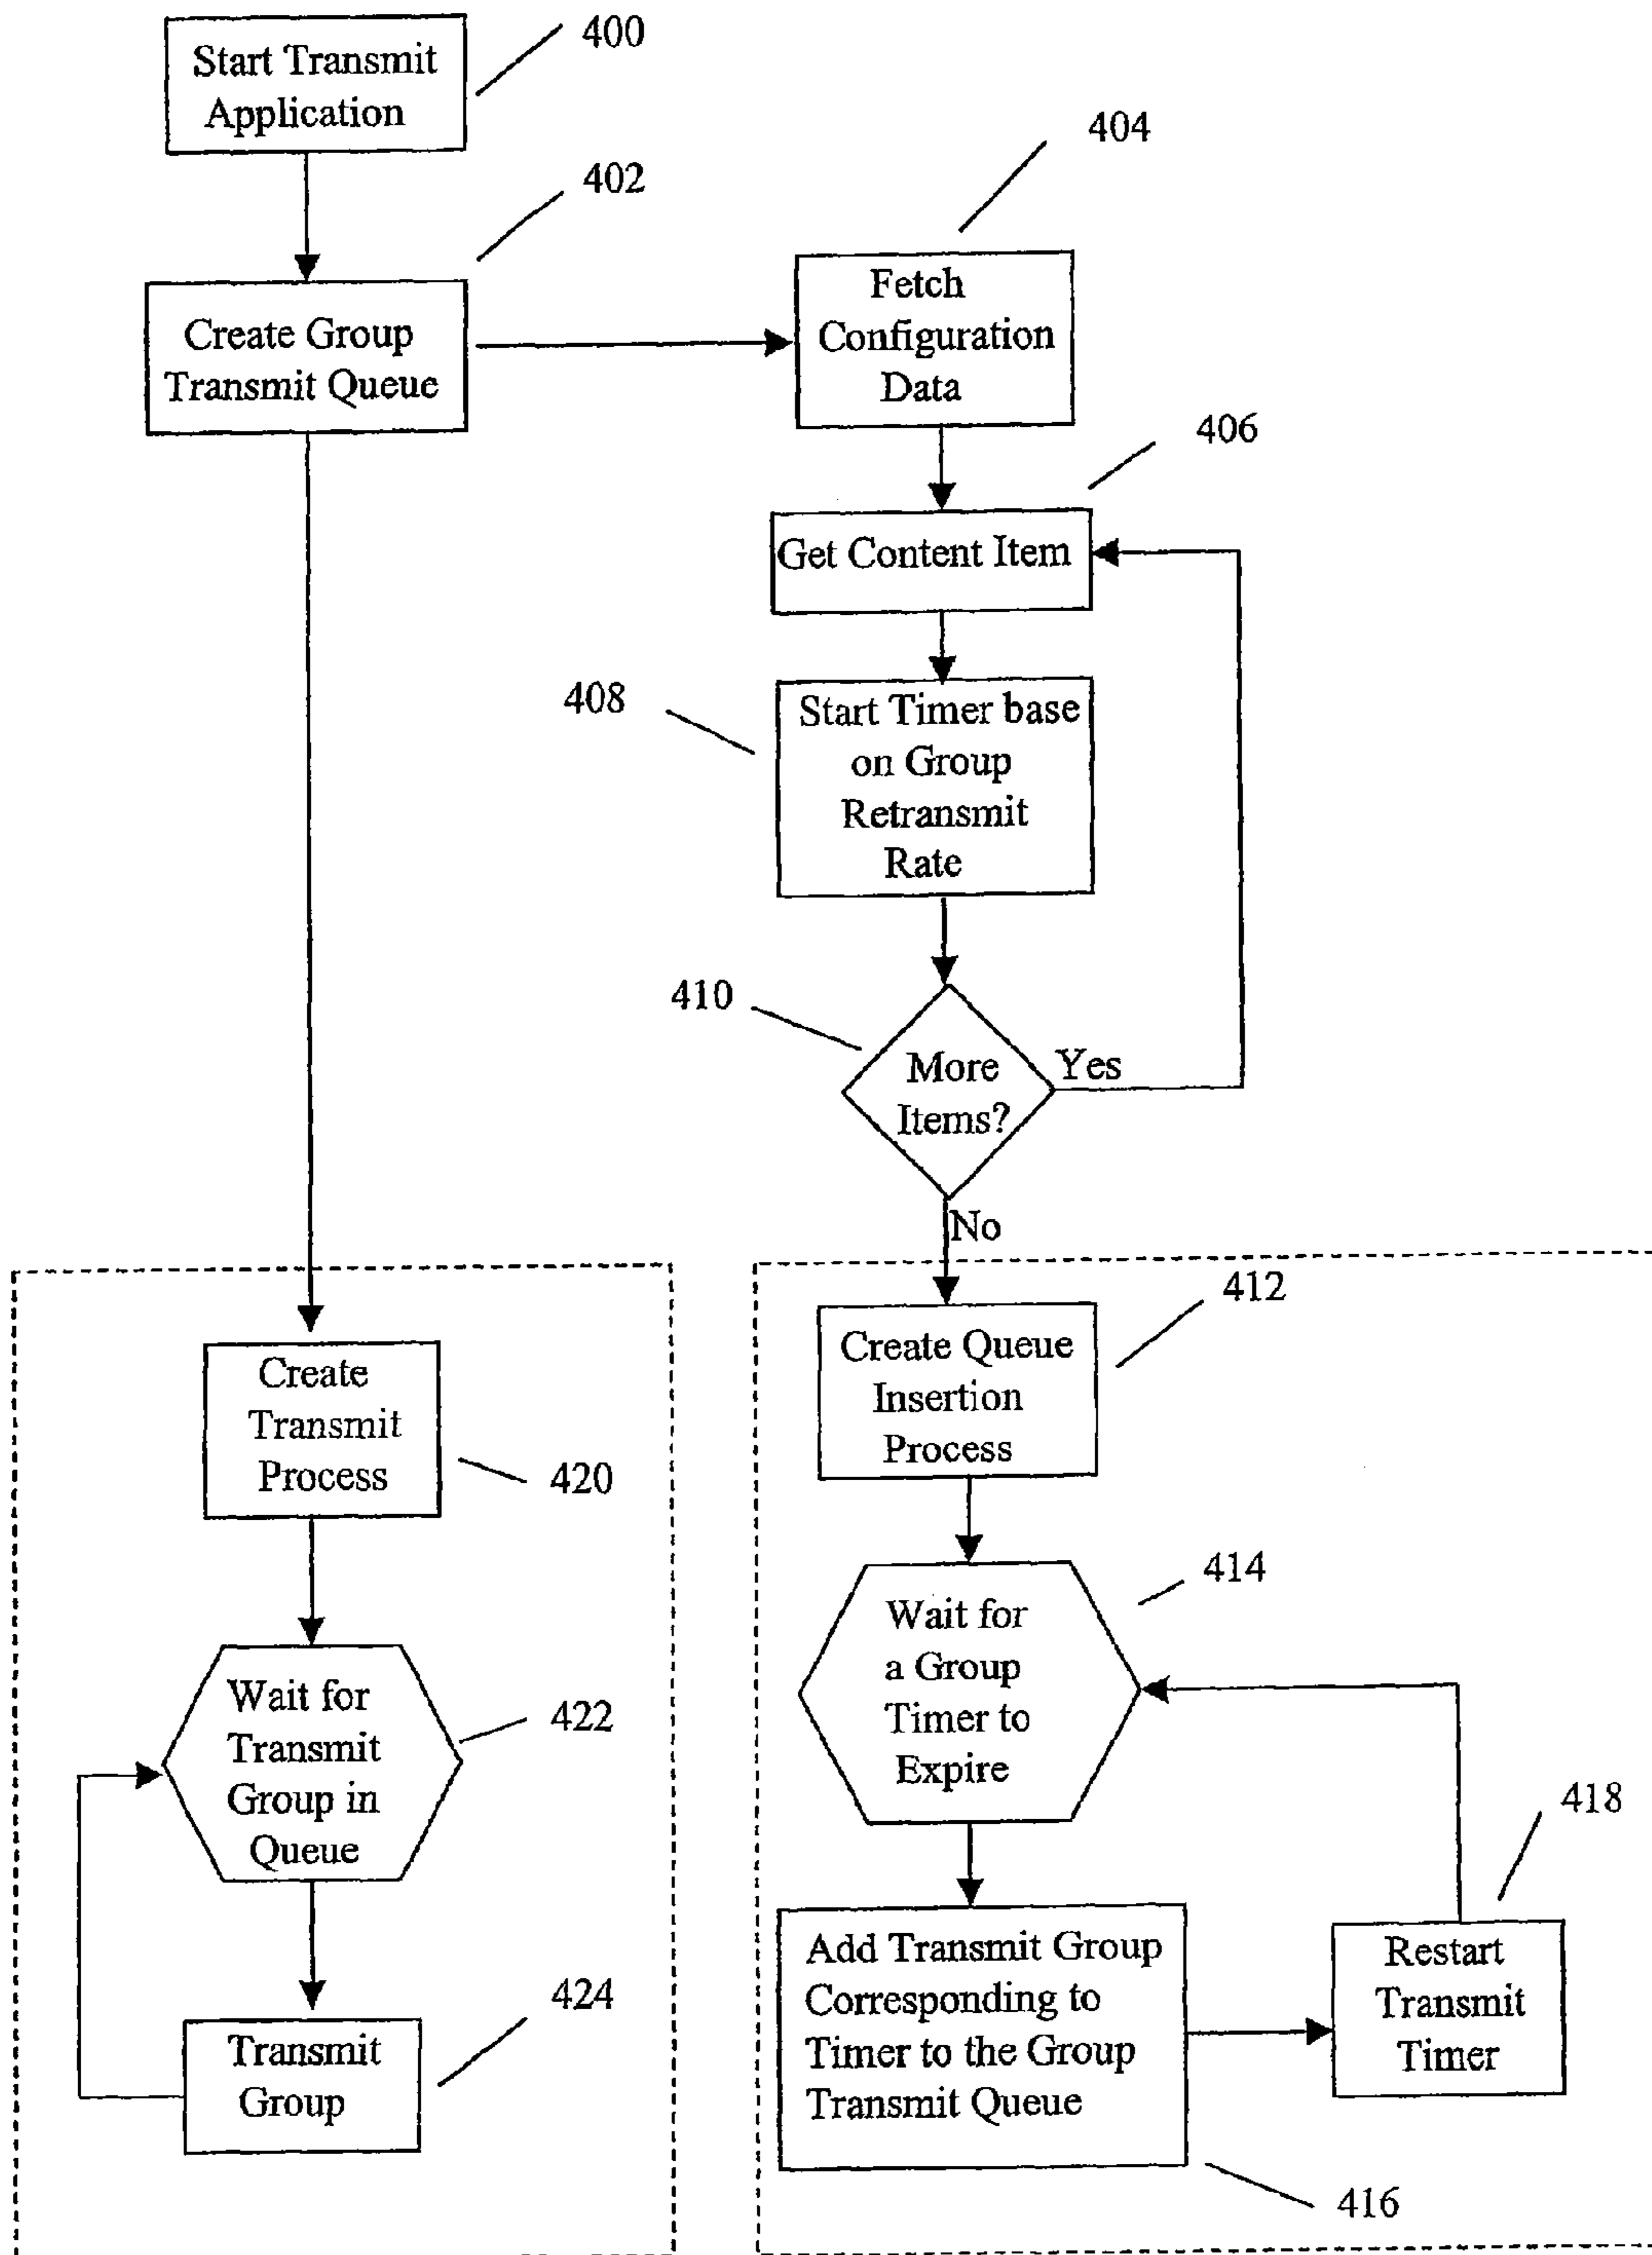 Start Transmit
Application
400
402
Create Group
Transmit Queue
404
Fetch
Configuration
Data
406
Get Content Item
408
Start Timer base
on Group
Retransmit
Rate
410
More
Items?
Yes
No
412
Create Queue
Insertion
Process
Create
Transmit
Process
420
414
Wait for
a Group
Timer to
Expire
Wait for
Transmit
Group in
Queue
422
418
Add Transmit Group
Corresponding to
Timer to the Group
Transmit Queue
Restart
Transmit
Timer
424
Transmit
Group
416